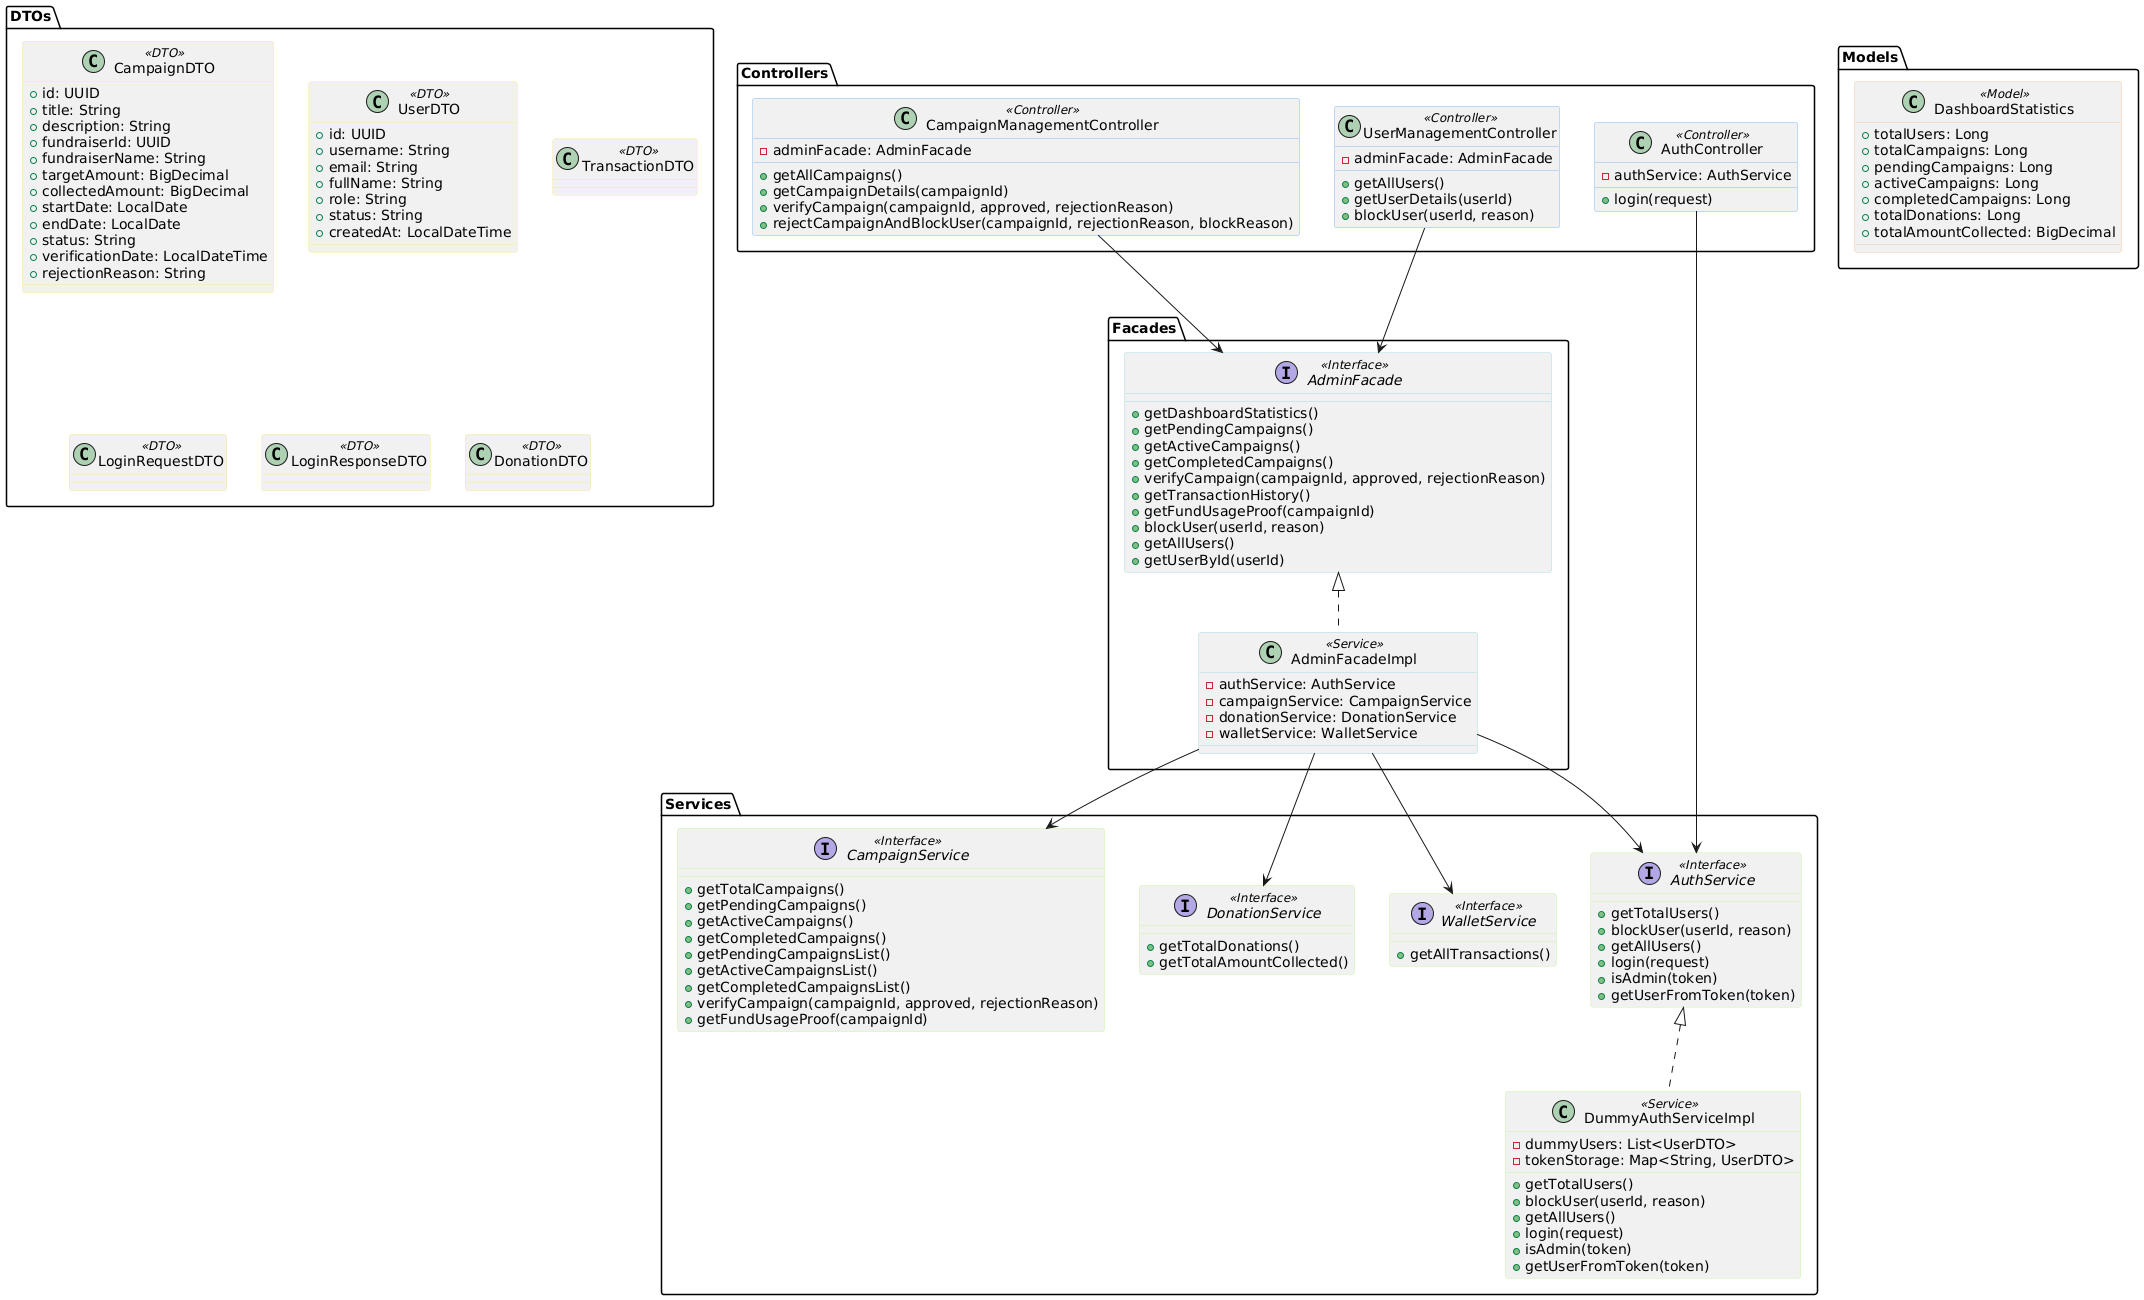 DTOs
«DTO»
CampaignDTO
id: UUID
title: String
description: String
fundraiserId: UUID
fundraiserName: String
targetAmount: BigDecimal
collectedAmount: BigDecimal
startDate: LocalDate
endDate: LocalDate
status: String
verificationDate: LocalDateTime
rejectionReason: String
«DTO»
UserDTO
id: UUID
username: String
email: String
fullName: String
role: String
status: String
createdAt: LocalDateTime
«DTO»
TransactionDTO
«DTO»
LoginRequestDTO
«DTO»
LoginResponseDTO
«DTO»
DonationDTO
Controllers
«Controller»
CampaignManagementController
adminFacade: AdminFacade
getAllCampaigns()
getCampaignDetails(campaignId)
verifyCampaign(campaignId, approved, rejectionReason)
rejectCampaignAndBlockUser(campaignId, rejectionReason, blockReason)
«Controller»
UserManagementController
adminFacade: AdminFacade
getAllUsers()
getUserDetails(userId)
blockUser(userId, reason)
«Controller»
AuthController
authService: AuthService
login(request)
Models
«Model»
DashboardStatistics
totalUsers: Long
totalCampaigns: Long
pendingCampaigns: Long
activeCampaigns: Long
completedCampaigns: Long
totalDonations: Long
totalAmountCollected: BigDecimal
Facades
«Interface»
AdminFacade
getDashboardStatistics()
getPendingCampaigns()
getActiveCampaigns()
getCompletedCampaigns()
verifyCampaign(campaignId, approved, rejectionReason)
getTransactionHistory()
getFundUsageProof(campaignId)
blockUser(userId, reason)
getAllUsers()
getUserById(userId)
«Service»
AdminFacadeImpl
authService: AuthService
campaignService: CampaignService
donationService: DonationService
walletService: WalletService
Services
«Interface»
CampaignService
getTotalCampaigns()
getPendingCampaigns()
getActiveCampaigns()
getCompletedCampaigns()
getPendingCampaignsList()
getActiveCampaignsList()
getCompletedCampaignsList()
verifyCampaign(campaignId, approved, rejectionReason)
getFundUsageProof(campaignId)
«Interface»
DonationService
getTotalDonations()
getTotalAmountCollected()
«Interface»
WalletService
getAllTransactions()
«Interface»
AuthService
getTotalUsers()
blockUser(userId, reason)
getAllUsers()
login(request)
isAdmin(token)
getUserFromToken(token)
«Service»
DummyAuthServiceImpl
dummyUsers: List<UserDTO>
tokenStorage: Map<String, UserDTO>
getTotalUsers()
blockUser(userId, reason)
getAllUsers()
login(request)
isAdmin(token)
getUserFromToken(token)